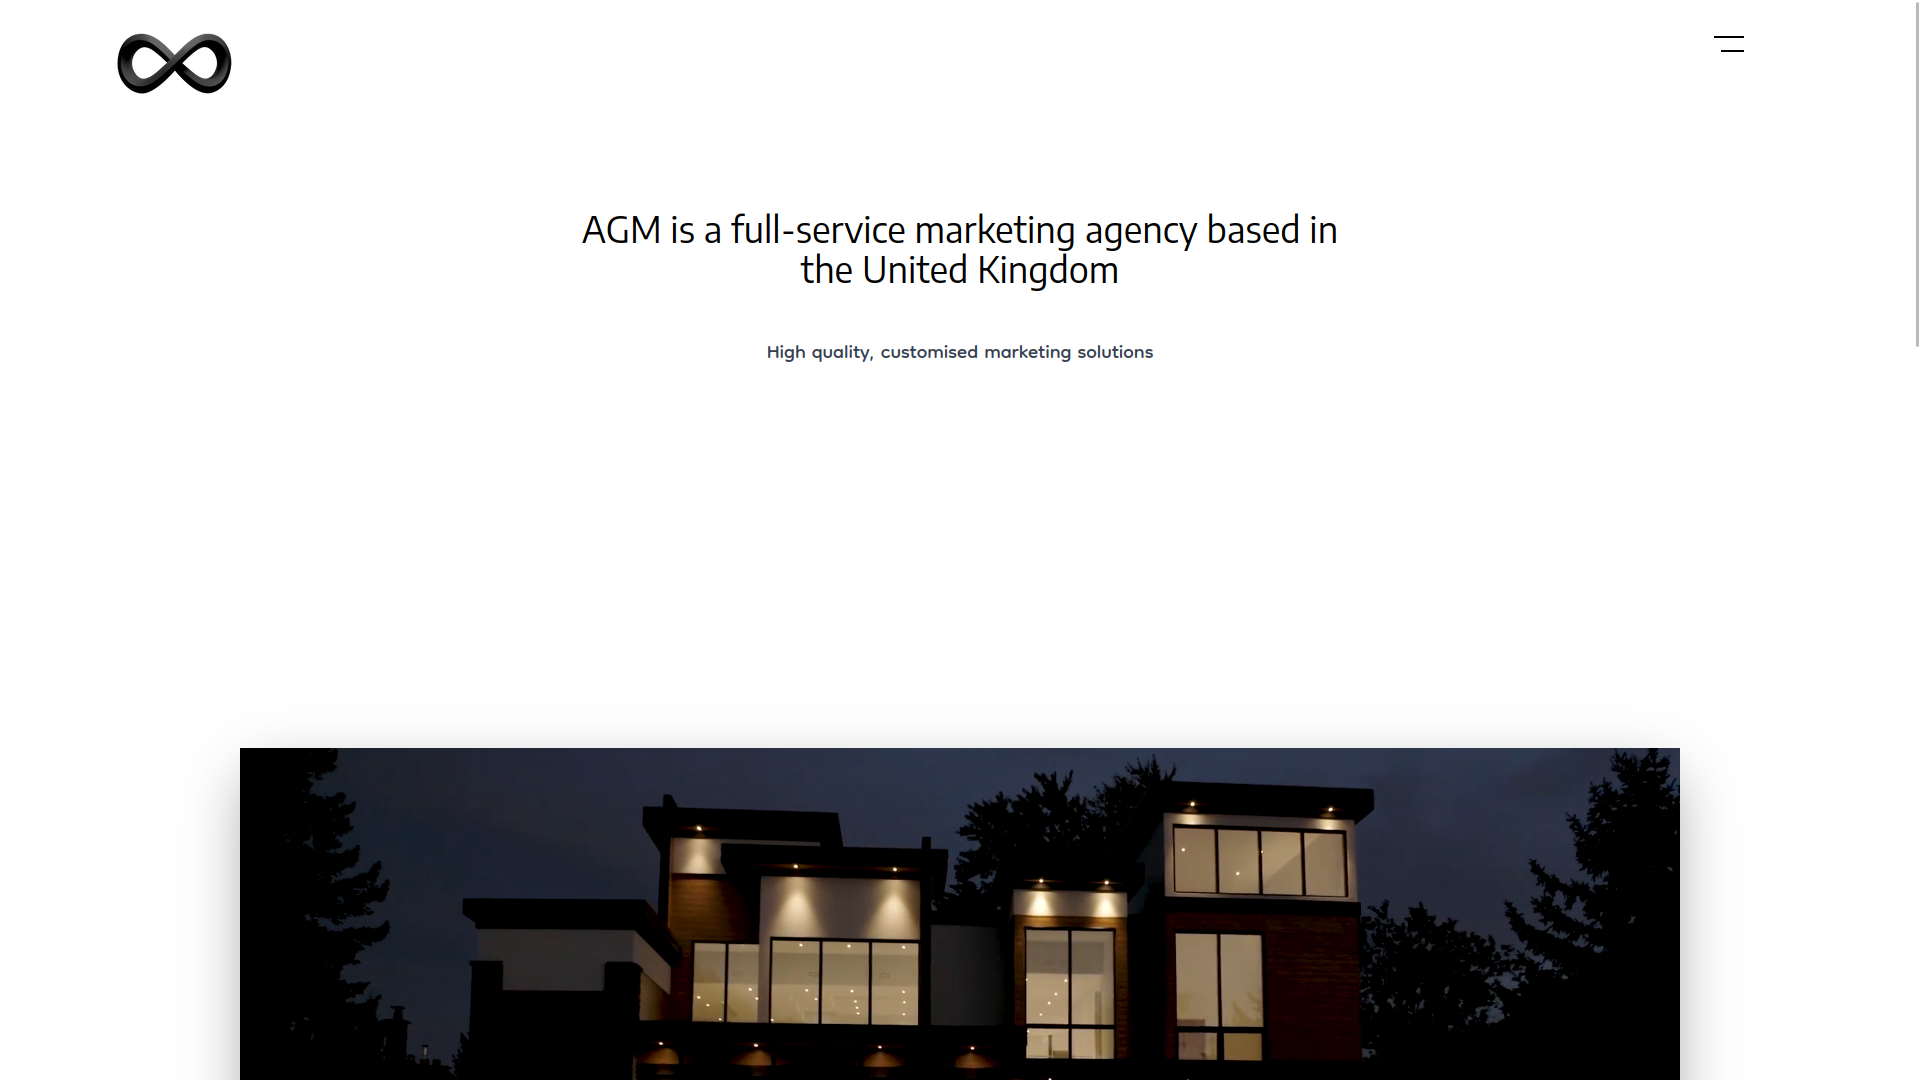 AGM is a full-service marketing agency based in
the United Kingdom
High quality, customised marketing solutions